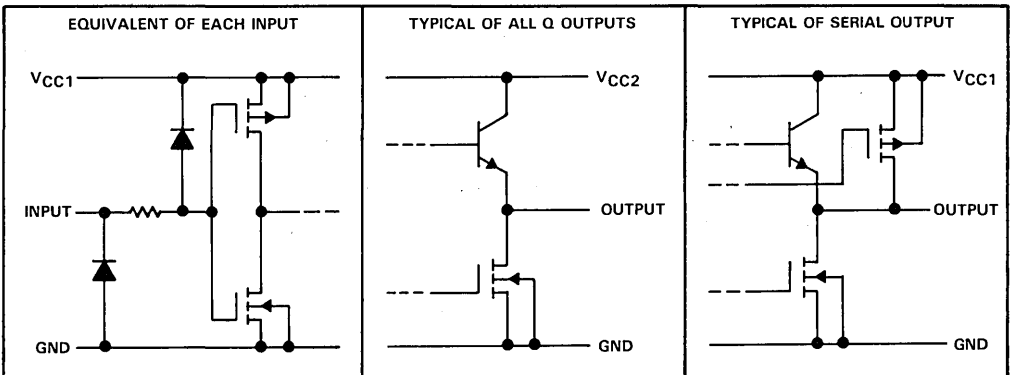 EQUIVALENT OF EACH INPUT
VCC1
INPUT
GND
TYPICAL OF ALL Q OUTPUTS
VCC2
OUTPUT
GND
TYPICAL OF SERIAL OUTPUT
VCC1
OUTPUT
GND